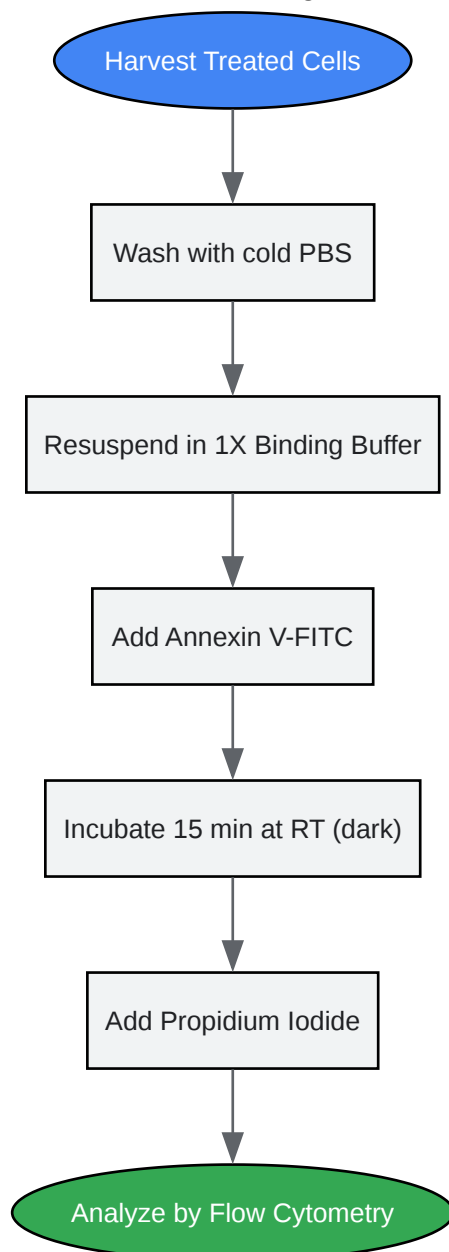 Harvest Treated Cells
Wash with cold PBS
Resuspend in 1X Binding Buffer
Add Annexin V-FITC
Incubate 15 min at RT (dark)
Add Propidium Iodide
Analyze by Flow Cytometry